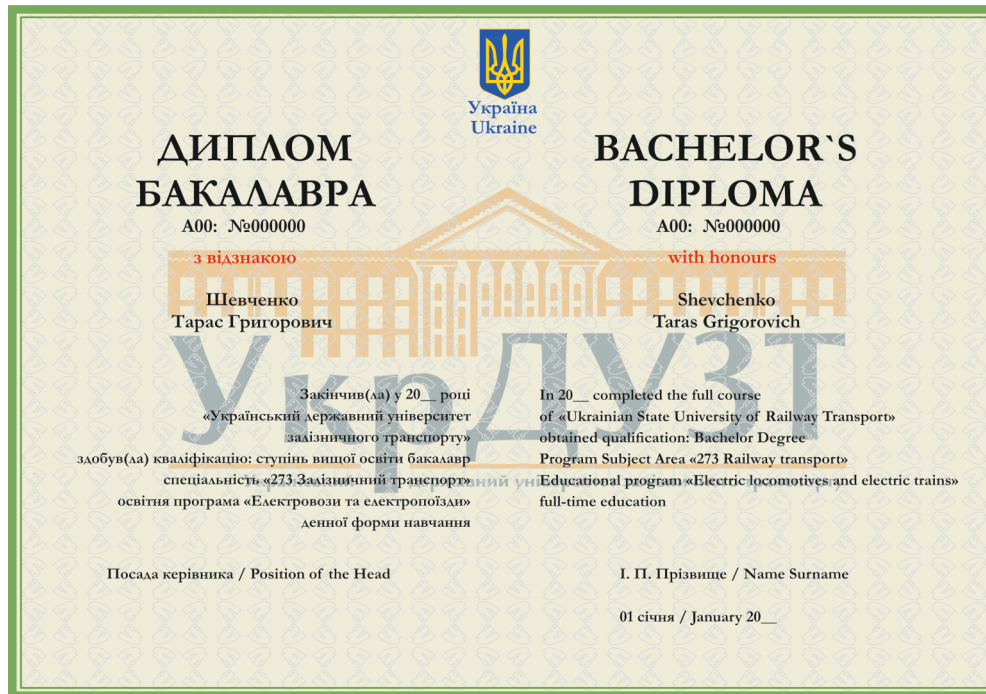 Україна
Ukraine
ДИПЛОМ
БАКАЛАВРА
А00: №000000
з відзнакою
Шевченко
Тарас Григорович
Закінчив(ла) у 20__ році
«Український державний університет
залізничного транспорту»
здобув(ла) кваліфікацію: ступінь вищої освіти бакалавр
спеціальність «273 Залізничний транспорт»
освітня програма «Електровози та електропоїзди»
денної форми навчання
Посада керівника / Position of the Head
BACHELOR`S
DIPLOMA
A00: №000000
with honours
Shevchenko
Taras Grigorovich
In 20__ completed the full course
of «Ukrainian State University of Railway Transport»
obtained qualification: Bachelor Degree
Program Subject Area «273 Railway transport»
Educational program «Electric locomotives and electric trains»
full-time education
І. П. Прізвище / Name Surname
01 січня / January 20__
УкрДУЗТ